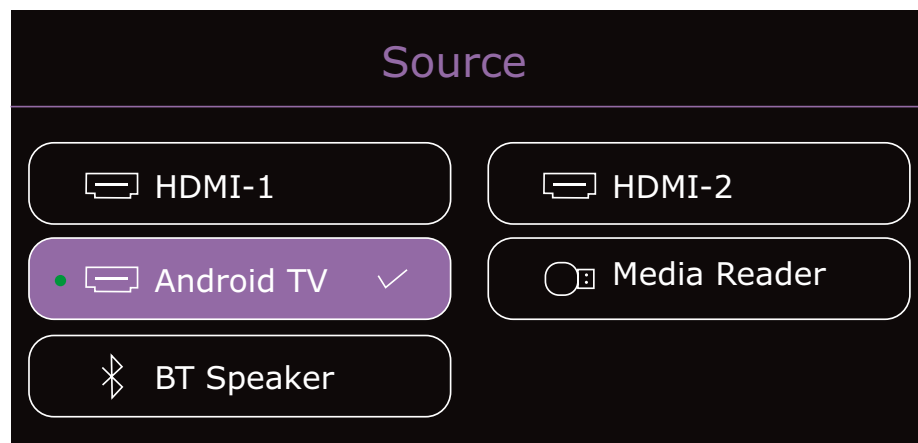 Source
HDMI-1
HDMI-2
Android TV
Media Reader
BT Speaker